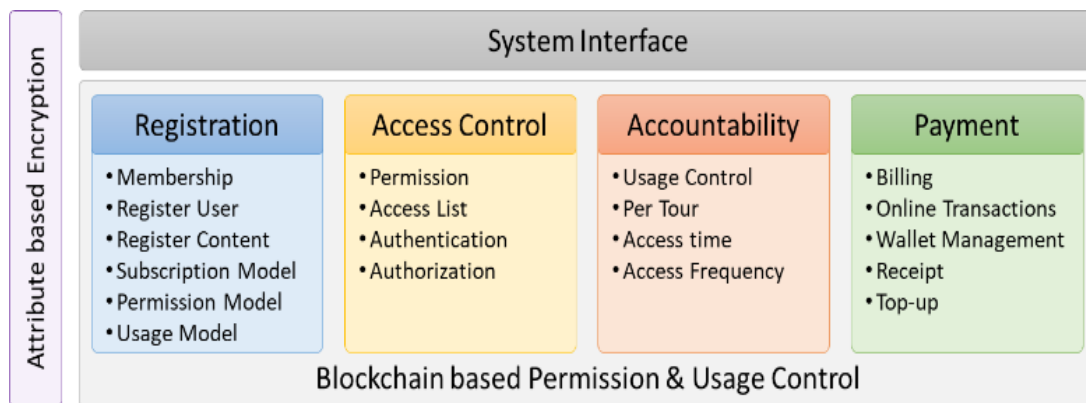 Attribute based Encryption
System Interface
Registration
• Membership
• Register User
• Register Content
• Subscription Model
• Permission Model
• Usage Model
Access Control
• Permission
• Access List
• Authentication
• Authorization
Accountability
• Usage Control
• Per Tour
• Access time
• Access Frequency
Payment
• Billing
• Online Transactions
• Wallet Management
• Receipt
• Top-up
Blockchain based Permission & Usage Control